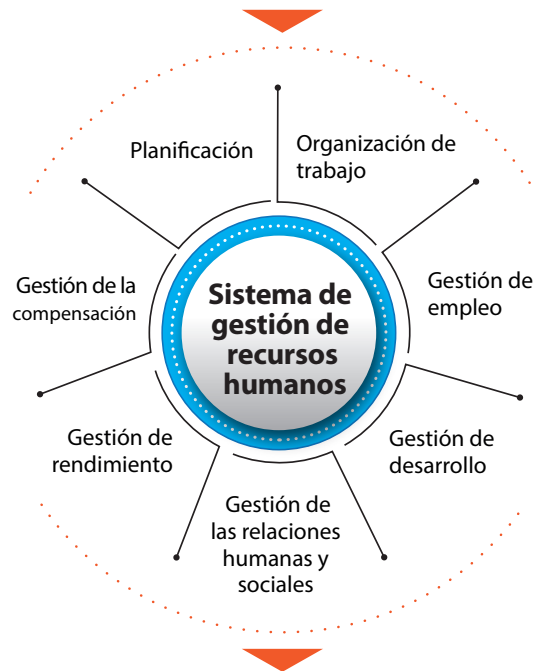 Planificación
Organización de
trabajo
Gestión de la
compensación
Sistema de
gestión de
recursos
humanos
Gestión de
empleo
Gestión de
rendimiento
Gestión de
desarrollo
Gestión de
las relaciones
humanas y
sociales